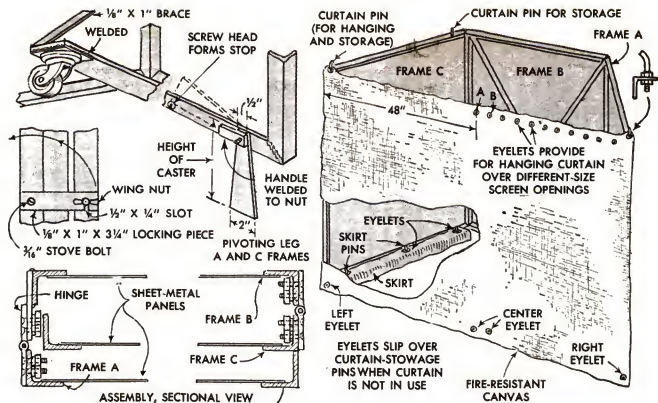 ⅛" X 1" BRACE
WELDED
SCREW HEAD
FORMS STOP
½"
HEIGHT
OF
CASTER
HANDLE
WELDED
TO NUT
2"
PIVOTING LEG
A AND C FRAMES
WING NUT
½" X ¼" SLOT
⅛" X 1" X 3¼" LOCKING PIECE
3/16" STOVE BOLT
HINGE
SHEET-METAL
PANELS
FRAME B
FRAME C
FRAME A
ASSEMBLY, SECTIONAL VIEW
CURTAIN PIN
(FOR HANGING
AND STORAGE)
CURTAIN PIN FOR STORAGE
FRAME A
FRAME C
FRAME B
A
B
48"
EYELETS PROVIDE
FOR HANGING CURTAIN
OVER DIFFERENT-SIZE
SCREEN OPENINGS
EYELETS
SKIRT
PINS
SKIRT
LEFT
EYELET
CENTER
EYELET
RIGHT
EYELET
EYELETS SLIP OVER
CURTAIN-STOWAGE
PINS WHEN CURTAIN
IS NOT IN USE
FIRE-RESISTANT
CANVAS